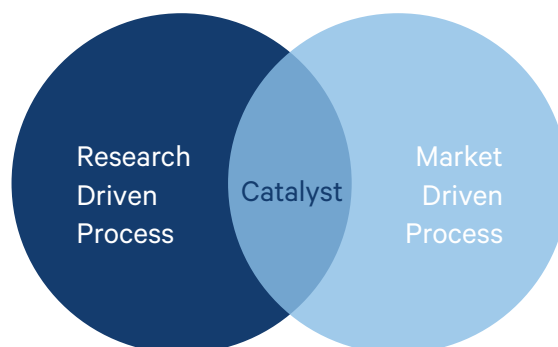 Research
Driven
Process
Catalyst
Market
Driven
Process